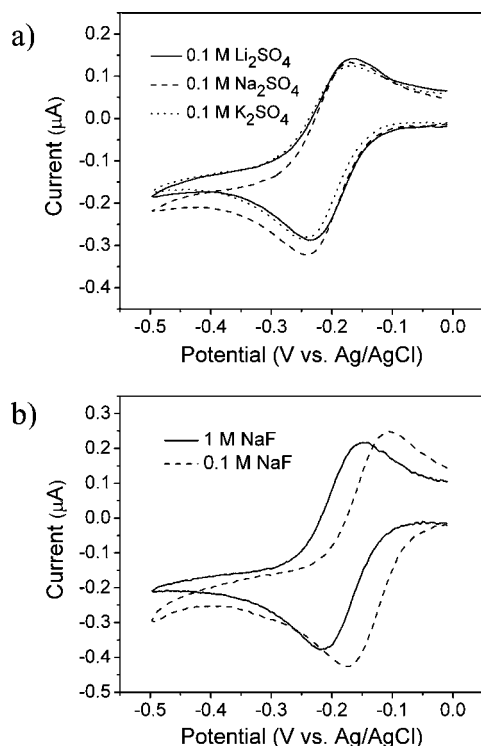 a)
0.1 M Li₂SO₄
0.1 M Na₂SO₄
0.1 M K₂SO₄
Current (μA)
0.2
0.1
0.0
-0.1
-0.2
-0.3
-0.4
-0.5 -0.4 -0.3 -0.2 -0.1 0.0
Potential (V vs. Ag/AgCl)
b)
1 M NaF
0.1 M NaF
Current (μA)
0.3
0.2
0.1
0.0
-0.1
-0.2
-0.3
-0.4
-0.5
-0.5 -0.4 -0.3 -0.2 -0.1 0.0
Potential (V vs. Ag/AgCl)